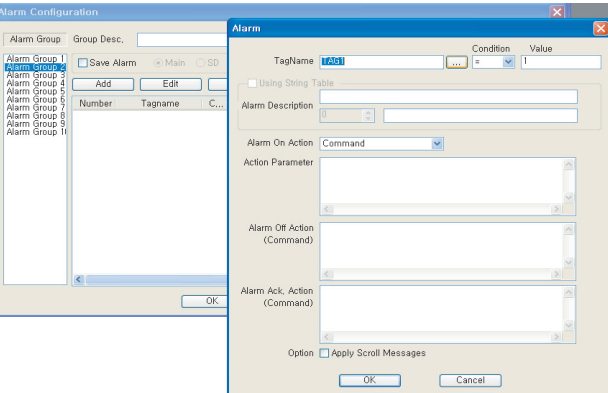 Alarm Configuration
Alarm Group
Group Desc,
Alarm Group 1
Alarm Group 2
Alarm Group 3
Alarm Group 4
Alarm Group 5
Alarm Group 6
Alarm Group 7
Alarm Group 8
Alarm Group 9
Alarm Group 1
Save Alarm
Main
SD
Add
Edit
Number
Tagname
C...
OK
Alarm
Condition
Value
TagName
TAG1
...
=
1
Using String Table
Alarm Description
0
Alarm On Action
Command
Action Parameter
Alarm Off Action
(Command)
Alarm Ack, Action
(Command)
Option
Apply Scroll Messages
OK
Cancel